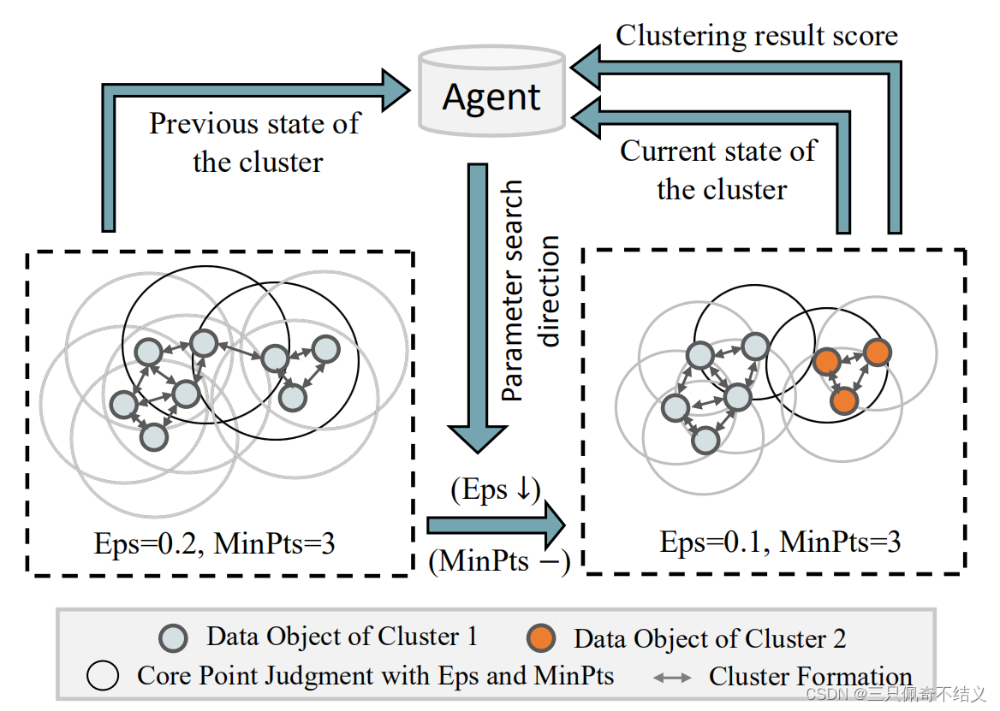 Clustering result score
Agent
Previous state of
the cluster
Current state of
the cluster
Parameter search
direction
(Eps ↓)
(MinPts −)
Eps=0.2, MinPts=3
Eps=0.1, MinPts=3
Data Object of Cluster 1
Data Object of Cluster 2
Core Point Judgment with Eps and MinPts
Cluster Formation
CSDN @三只佩奇不结义